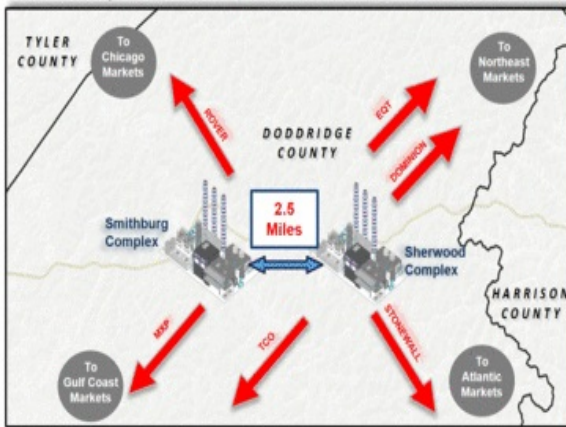 TYLER
COUNTY
To
Chicago
Markets
To
Northeast
Markets
ROVER
EQT
DOMINION
DODDRIDGE
COUNTY
2.5
Miles
Smithburg
Complex
Sherwood
Complex
HARRISON
COUNTY
MXP
TCO
STONEWALL
To
Gulf Coast
Markets
To
Atlantic
Markets